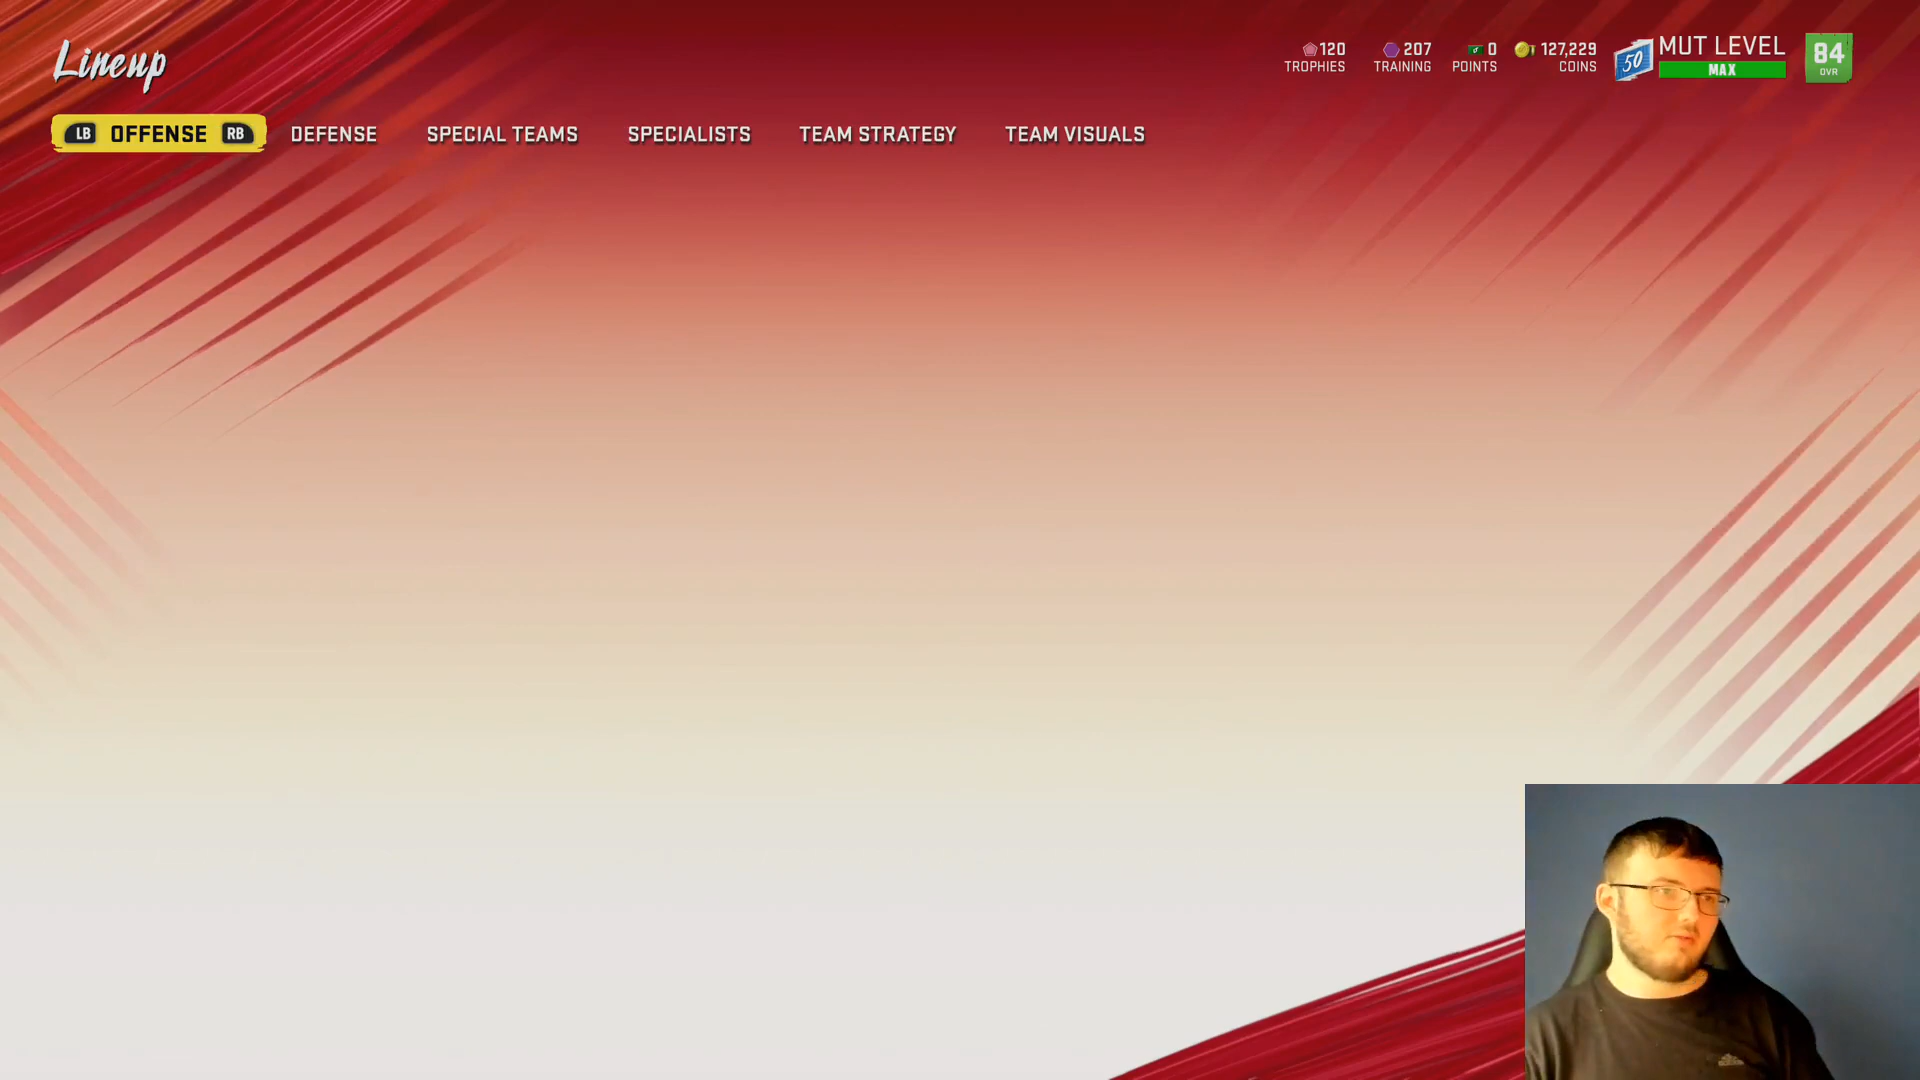 Lineup
120
TROPHIES
207
TRAINING
0
POINTS
127,229
COINS
50
MUT LEVEL
MAX
84
OVR
LB OFFENSE RB DEFENSE SPECIAL TEAMS SPECIALISTS TEAM STRATEGY TEAM VISUALS